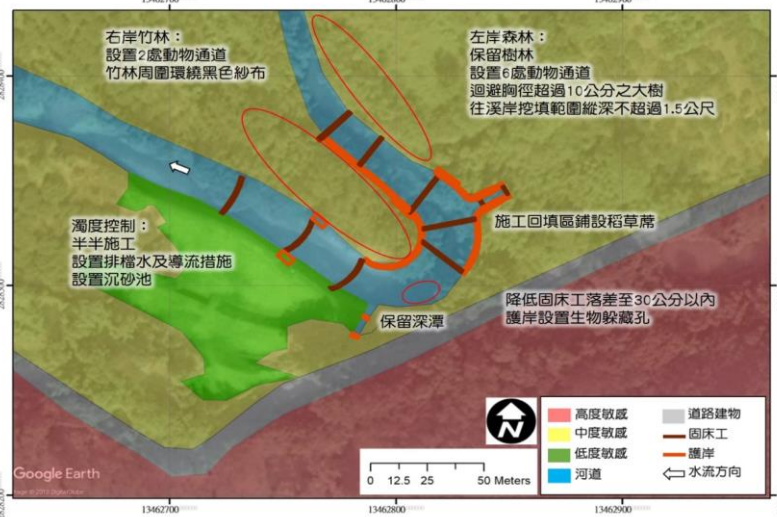 13462700
13462800
13462900
右岸竹林：
設置2處動物通道
竹林周圍環繞黑色紗布
左岸森林：
保留樹林
設置6處動物通道
迴避胸徑超過10公分之大樹
往溪岸挖填範圍縱深不超過1.5公尺
濁度控制：
半半施工
設置排檔水及導流措施
設置沉砂池
施工回填區鋪設稻草蓆
保留深潭
降低固床工落差至30公分以內
護岸設置生物躲藏孔
N
高度敏感
中度敏感
低度敏感
河道
道路建物
固床工
護岸
水流方向
0 12.5 25 50 Meters
Google Earth
13462700
13462800
13462900